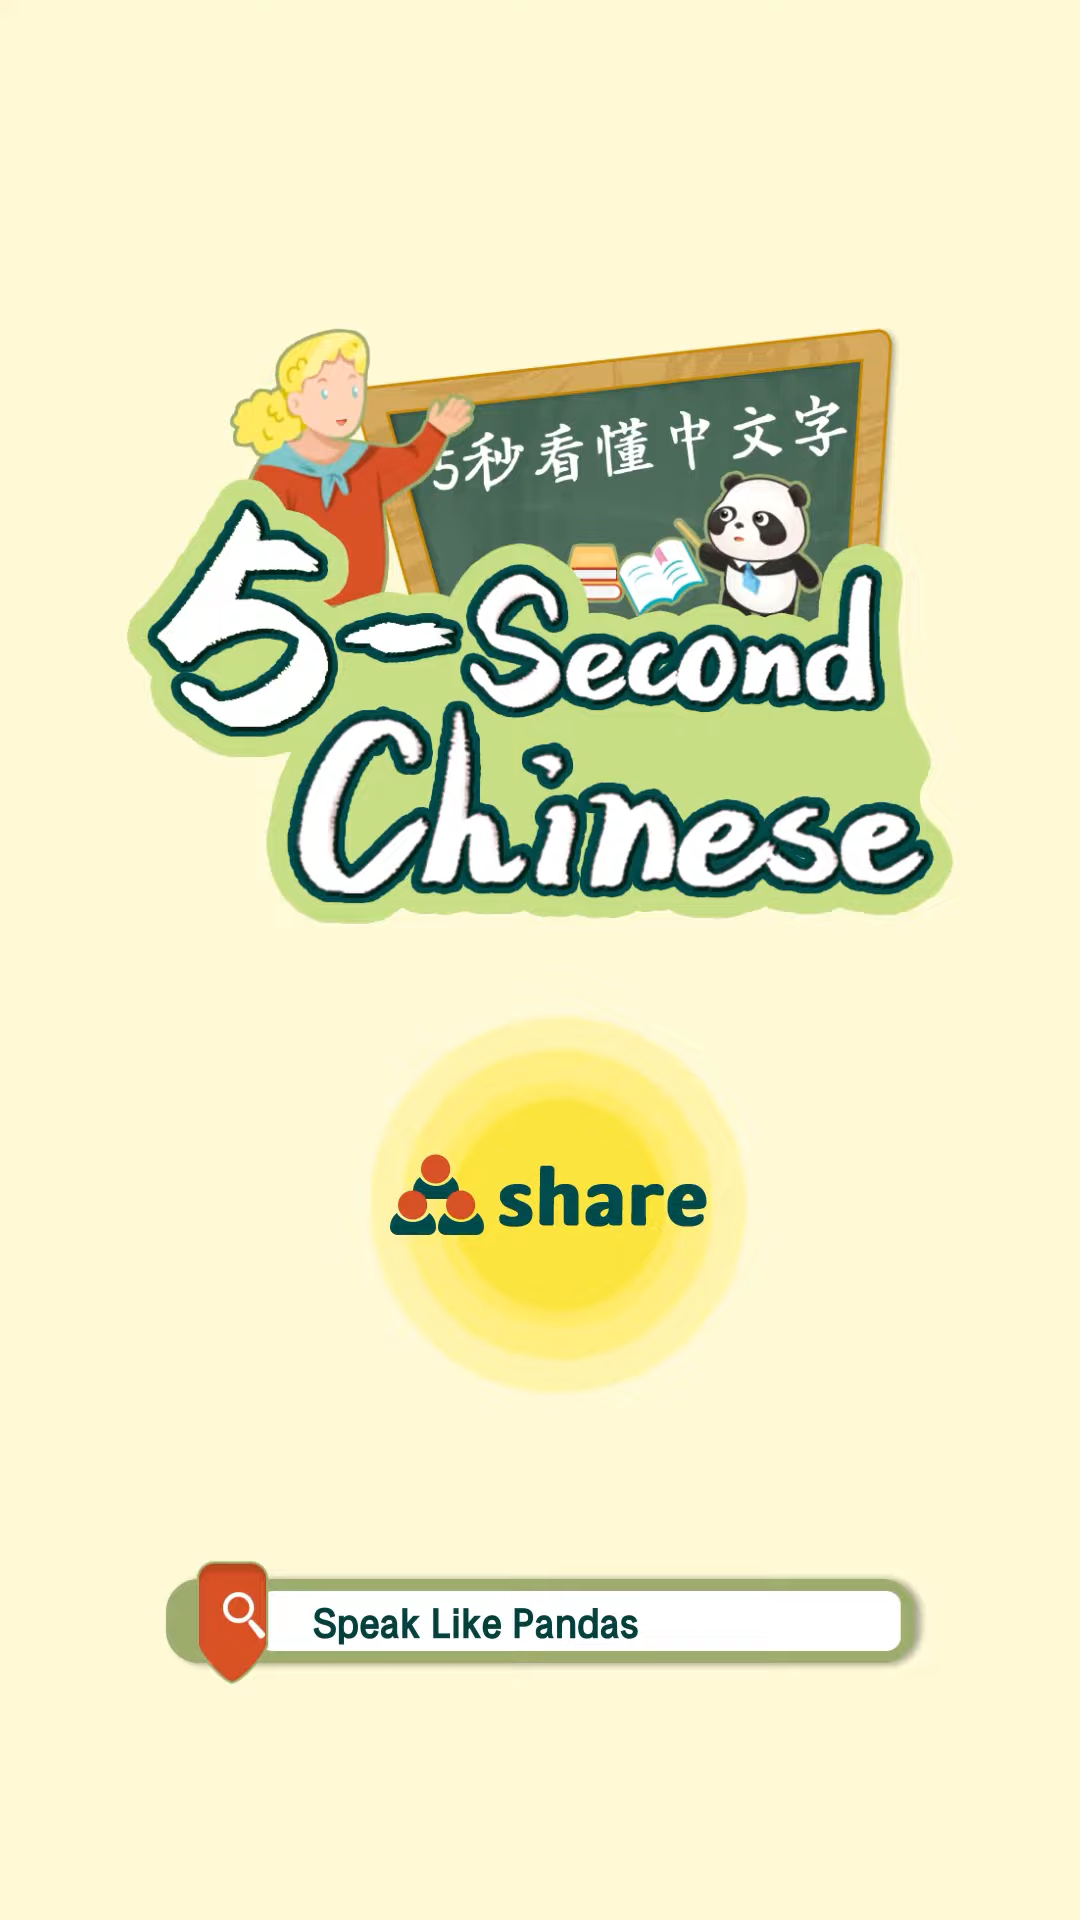 5秒看懂中文字
5-Second
Chinese
share
Speak Like Pandas